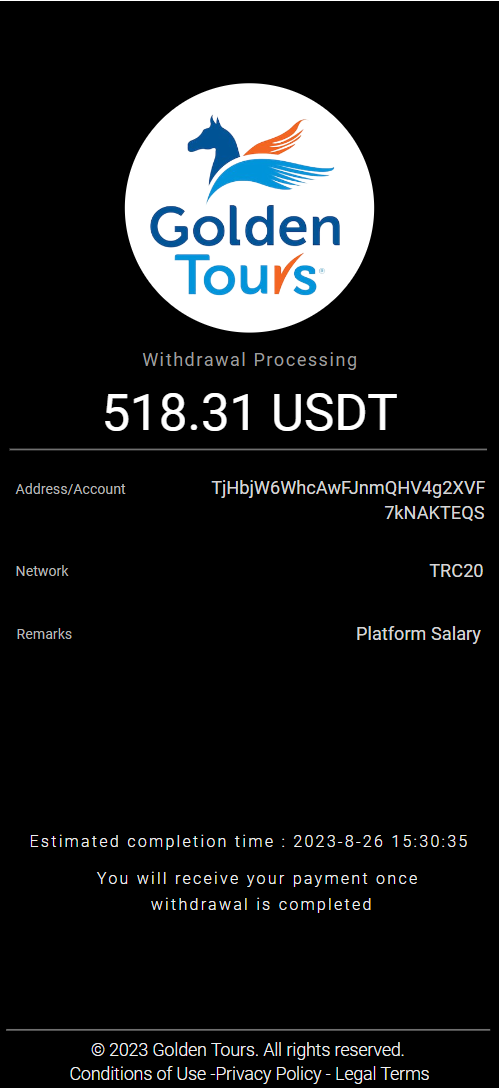 Golden
Tours®
Withdrawal Processing
518.31 USDT
Address/Account
TjHbjW6WhcAwFJnmQHV4g2XVF
7kNAKTEQS
Network
TRC20
Remarks
Platform Salary
Estimated completion time : 2023-8-26 15:30:35
You will receive your payment once
withdrawal is completed
© 2023 Golden Tours. All rights reserved.
Conditions of Use -Privacy Policy - Legal Terms